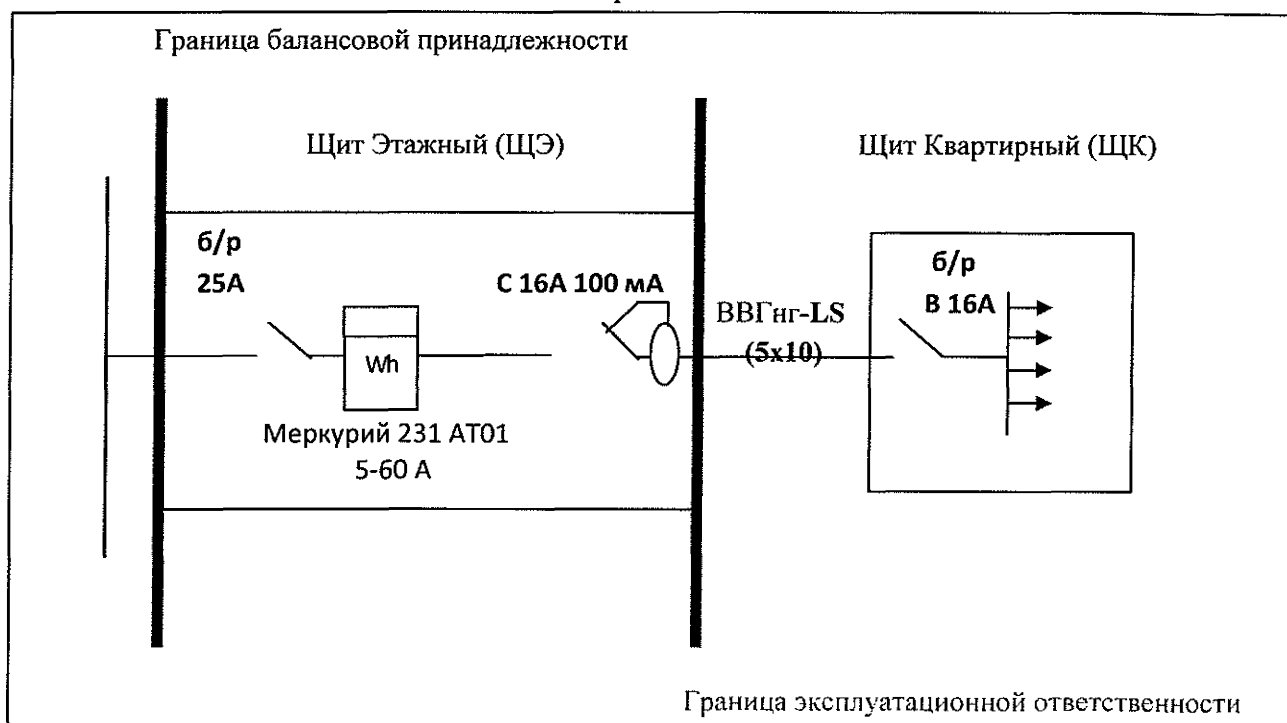 Граница балансовой принадлежности
Щит Этажный (ЩЭ)
Щит Квартирный (ЩК)
б/р
25А
С 16А 100 мА
б/р
В 16А
ВВГнг-LS
(5х10)
Wh
Меркурий 231 АТ01
5-60 А
Граница эксплуатационной ответственности